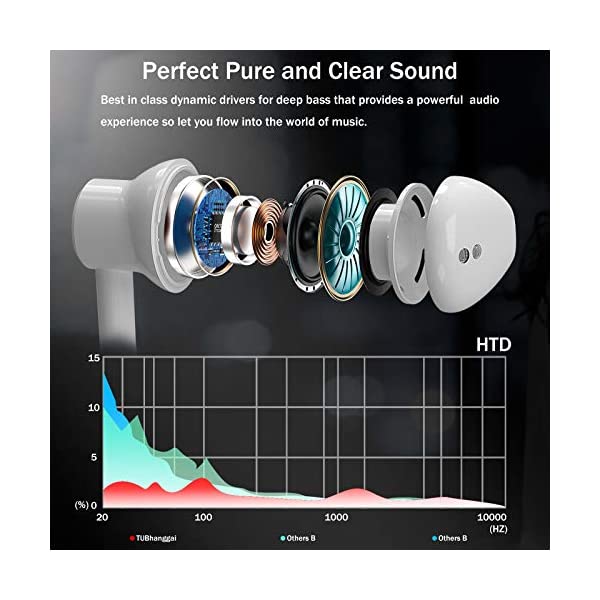 Perfect Pure and Clear Sound
Best in class dynamic drivers for deep bass that provides a powerful audio
experience so let you flow into the world of music.
HTD
15
10
5
(%) 0
20 100 1000 10000
(HZ)
TUBhanggai Others B Others B